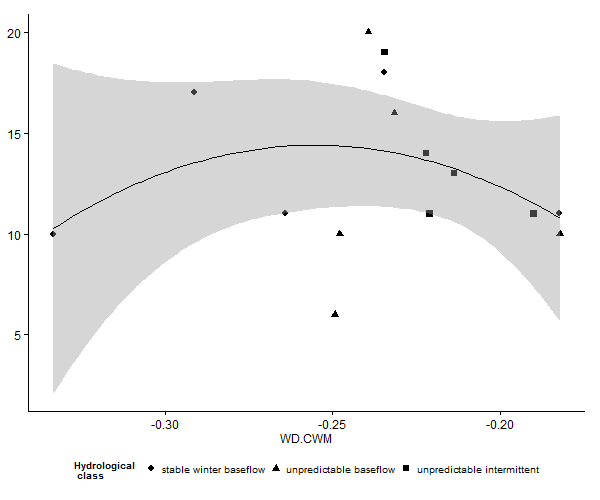 20
15
10
5
-0.30 -0.25 -0.20
WD.CWM
Hydrological
class
stable winter baseflow unpredictable baseflow unpredictable intermittent